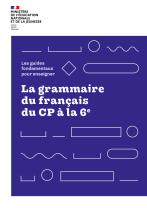 MINISTÈRE
DE L'ÉDUCATION
NATIONALE
ET DE LA JEUNESSE
Les guides
fondamentaux
pour enseigner
La grammaire
du français
du CP à la 6e